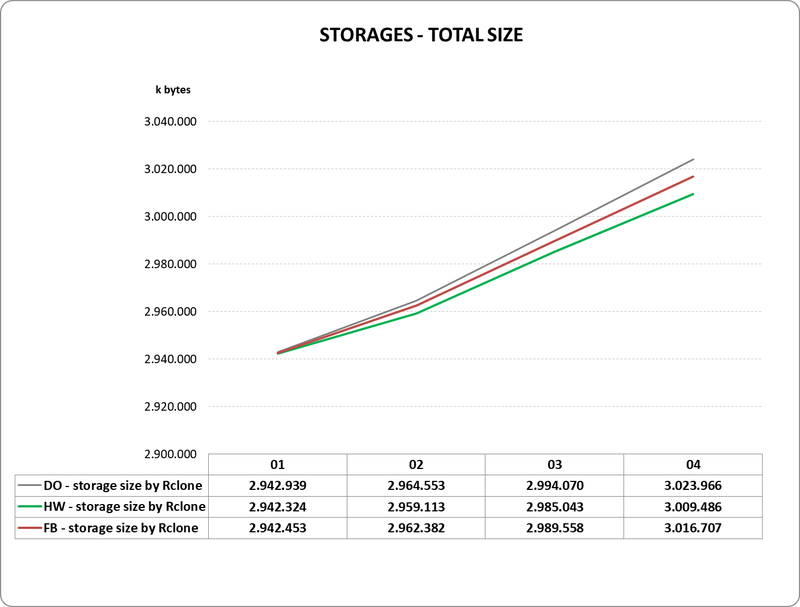 STORAGES - TOTAL SIZE
k bytes
3.040.000
3.020.000
3.000.000
2.980.000
2.960.000
2.940.000
2.920.000
2.900.000
01 02 03 04
DO - storage size by Rclone 2.942.939 2.964.553 2.994.070 3.023.966
HW - storage size by Rclone 2.942.324 2.959.113 2.985.043 3.009.486
FB - storage size by Rclone 2.942.453 2.962.382 2.989.558 3.016.707